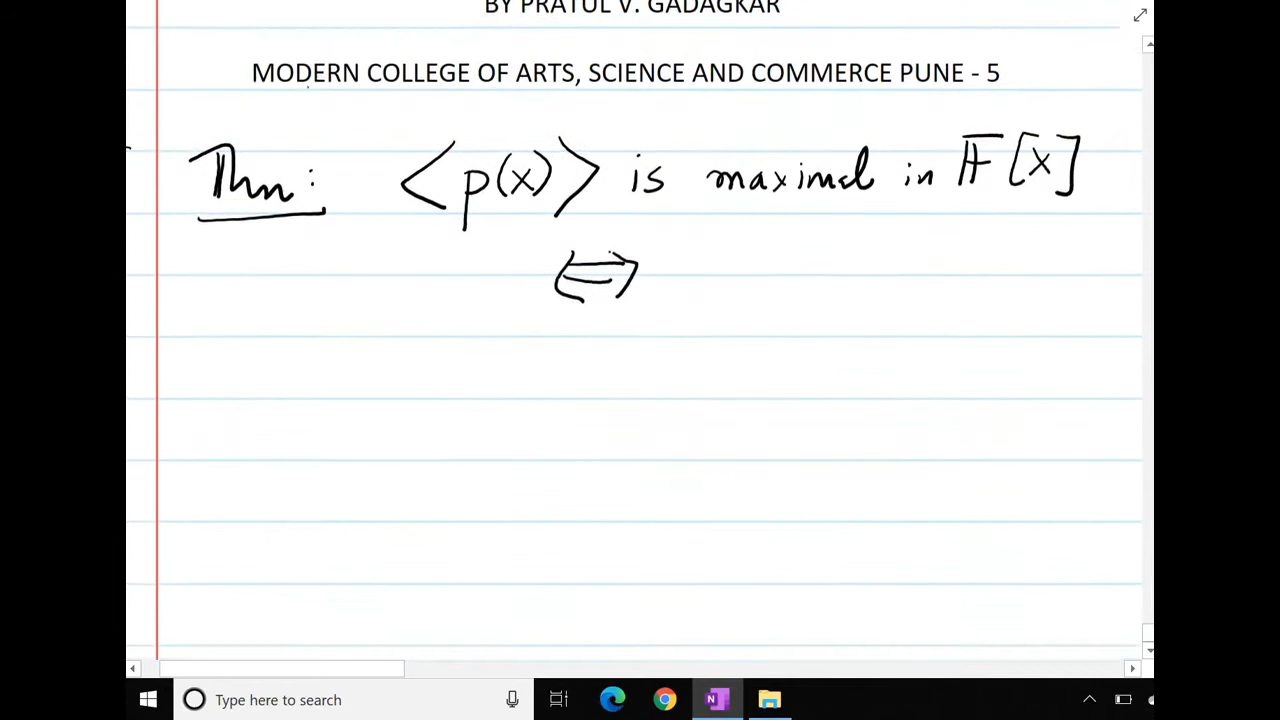 BY PRATUL V. GADAGKAR
MODERN COLLEGE OF ARTS, SCIENCE AND COMMERCE PUNE - 5
Thm: <p(x)> is maximal in F[x]
⇔
Type here to search